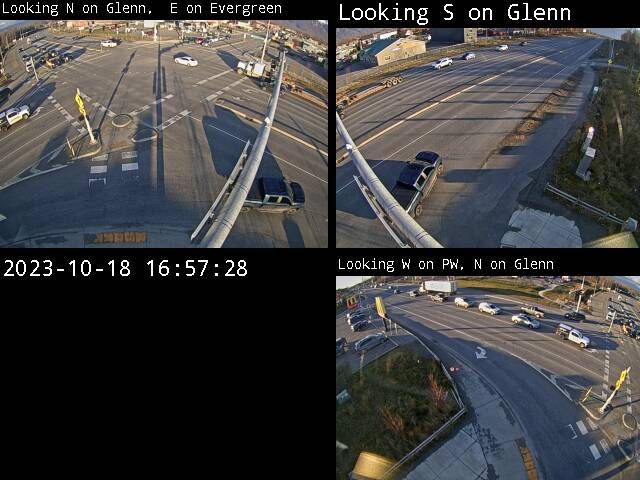 Looking N on Glenn,  E on Evergreen
Looking S on Glenn
2023-10-18 16:57:28
Looking W on PW, N on Glenn